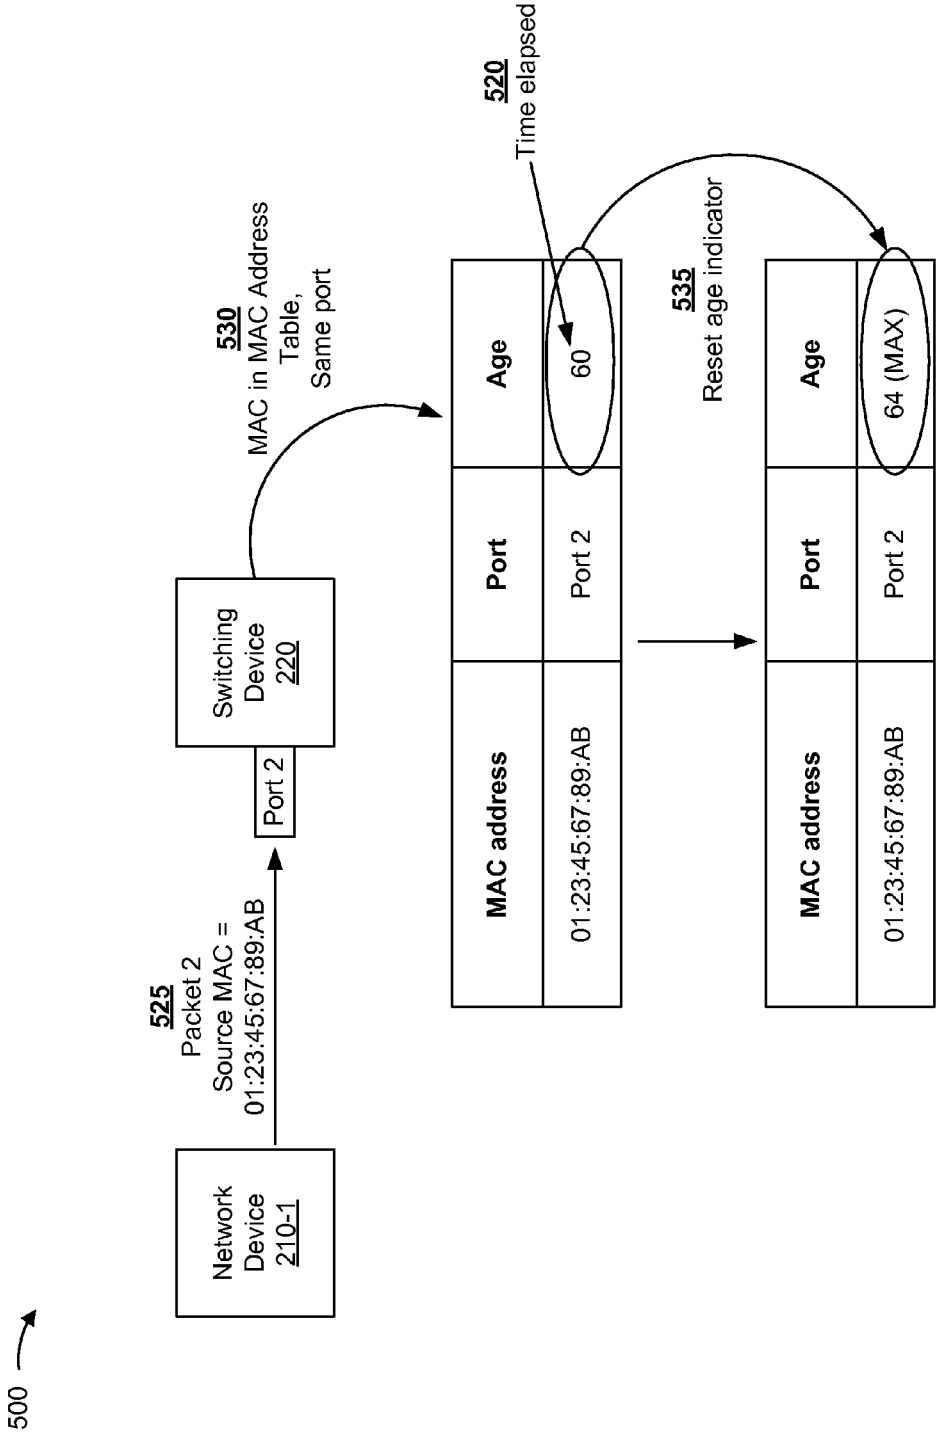 500
525
Packet 2
Source MAC =
01:23:45:67:89:AB
Network
Device
210-1
Port 2
Switching
Device
220
530
MAC in MAC Address
Table,
Same port
520
Time elapsed
MAC address
Port
Age
01:23:45:67:89:AB
Port 2
60
535
Reset age indicator
MAC address
Port
Age
01:23:45:67:89:AB
Port 2
64 (MAX)